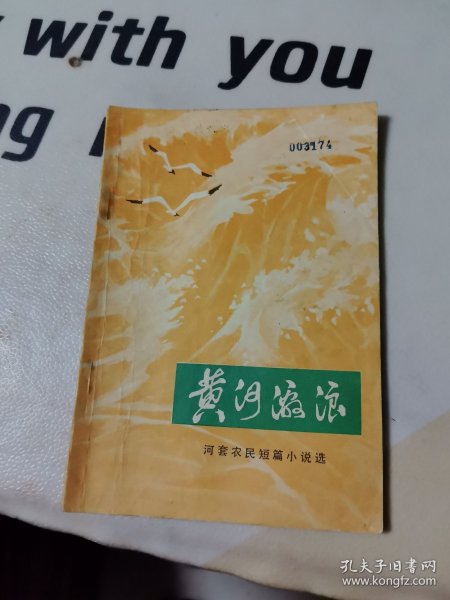 with you
ng
003174
黄河激浪
河套农民短篇小说选
孔夫子旧书网
www.kongfz.com